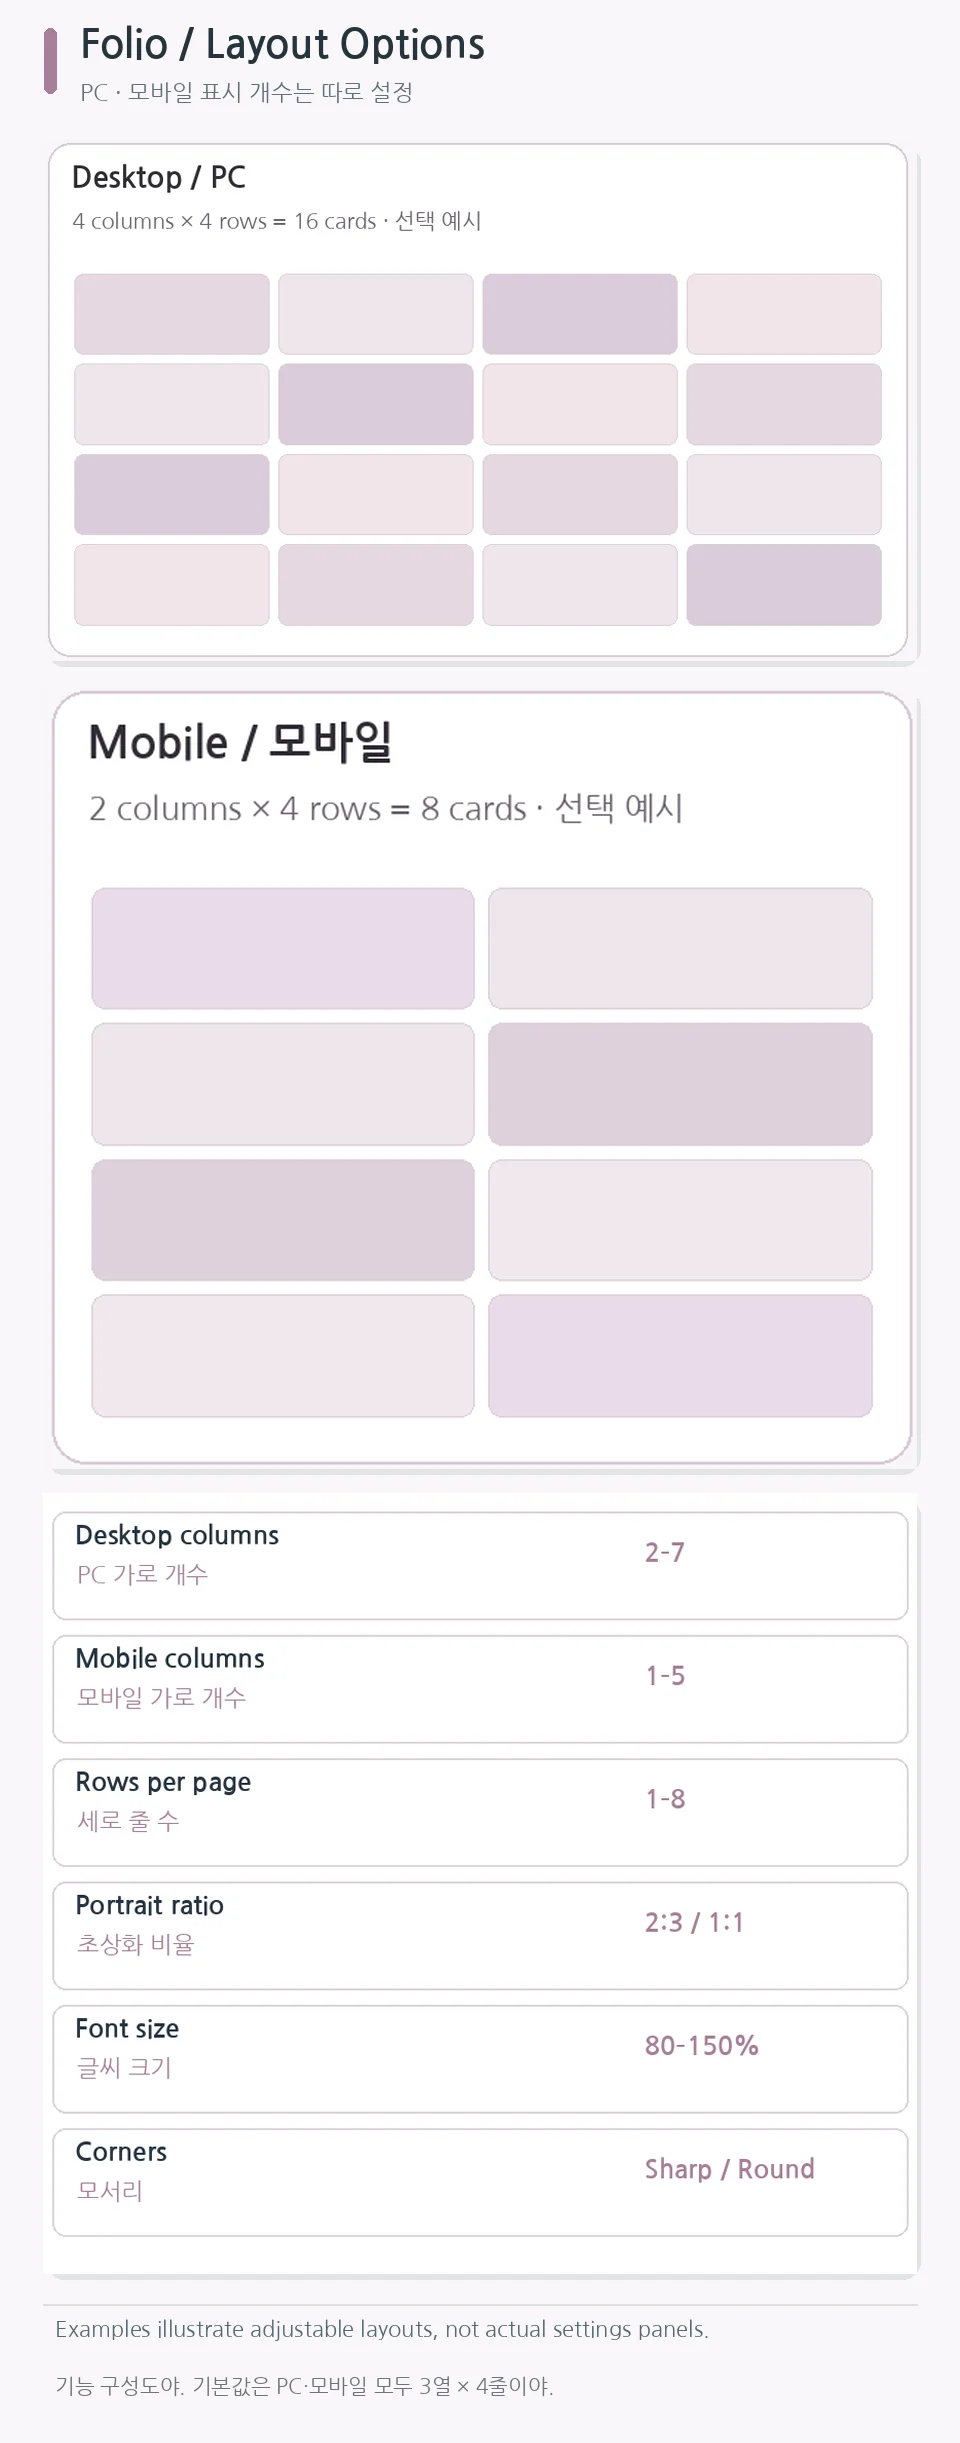 Folio / Layout Options
PC · 모바일 표시 개수는 따로 설정
Desktop / PC
4 columns × 4 rows = 16 cards · 선택 예시
Mobile / 모바일
2 columns × 4 rows = 8 cards · 선택 예시
Desktop columns
2-7
PC 가로 개수
Mobile columns
1-5
모바일 가로 개수
Rows per page
1-8
세로 줄 수
Portrait ratio
2:3 / 1:1
초상화 비율
Font size
80-150%
글씨 크기
Corners
Sharp / Round
모서리
Examples illustrate adjustable layouts, not actual settings panels.
기능 구성도야. 기본값은 PC·모바일 모두 3열 × 4줄이야.